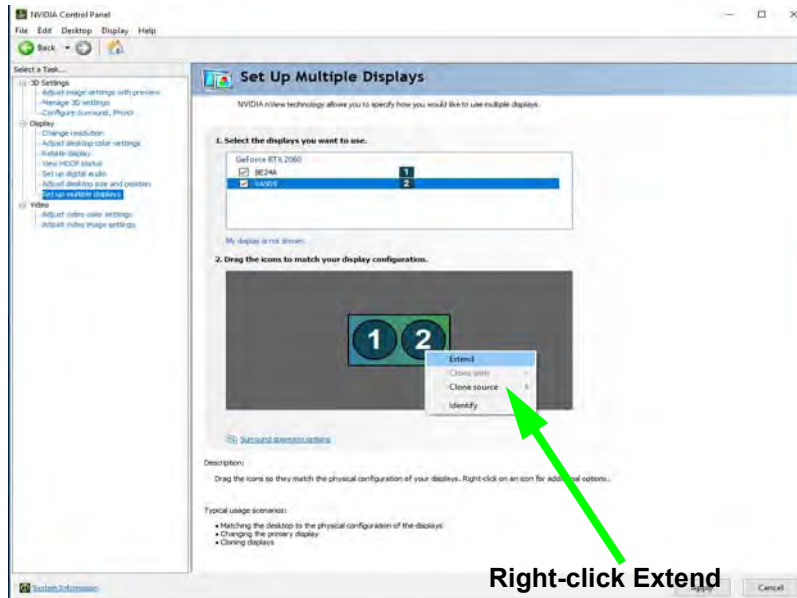 NVIDIA Control Panel
File Edit Desktop Display Help
Back
Select a Task...
3D Settings
Adjust image settings with preview
Manage 3D settings
Configure Surround, PhysX
Display
Change resolution
Adjust desktop color settings
Rotate display
View HDCP status
Set up digital audio
Adjust desktop size and position
Set up multiple displays
Video
Adjust video color settings
Adjust video image settings
Set Up Multiple Displays
NVIDIA nView technology allows you to specify how you would like to use multiple displays.
1. Select the displays you want to use.
GeForce RTX 2060
BE24A 1
2
My display is not shown
2. Drag the icons to match your display configuration.
1 2
Extend
Clone with
Clone source
Identify
Surround spanning options
Description:
Drag the icons so they match the physical configuration of your displays. Right-click on an icon for additional options.
Typical usage scenarios:
• Matching the desktop to the physical configuration of the displays
• Changing the primary display
• Cloning displays
Right-click Extend
System Information
Apply Cancel